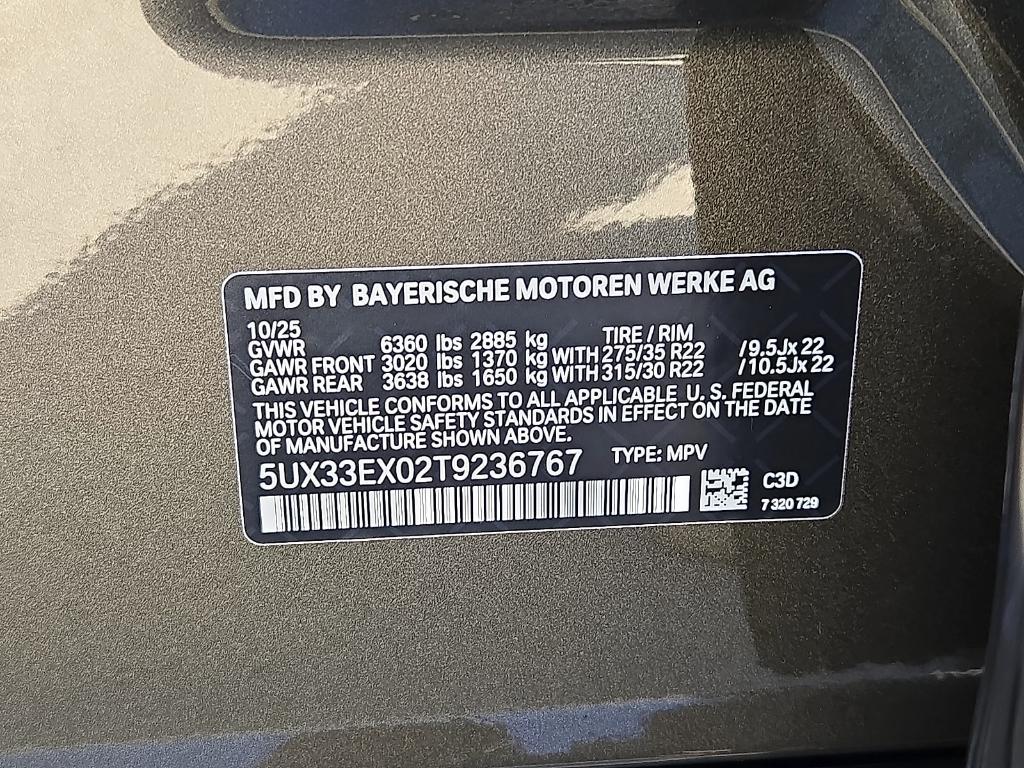 MFD BY BAYERISCHE MOTOREN WERKE AG
10/25
TIRE / RIM
GVWR 6360 lbs 2885 kg
GAWR FRONT 3020 lbs 1370 kg WITH 275/35 R22 /9.5Jx22
GAWR REAR 3638 lbs 1650 kg WITH 315/30 R22 /10.5Jx22
THIS VEHICLE CONFORMS TO ALL APPLICABLE U. S. FEDERAL
MOTOR VEHICLE SAFETY STANDARDS IN EFFECT ON THE DATE
OF MANUFACTURE SHOWN ABOVE.
5UX33EX02T9236767 TYPE: MPV
C3D
7 320 729